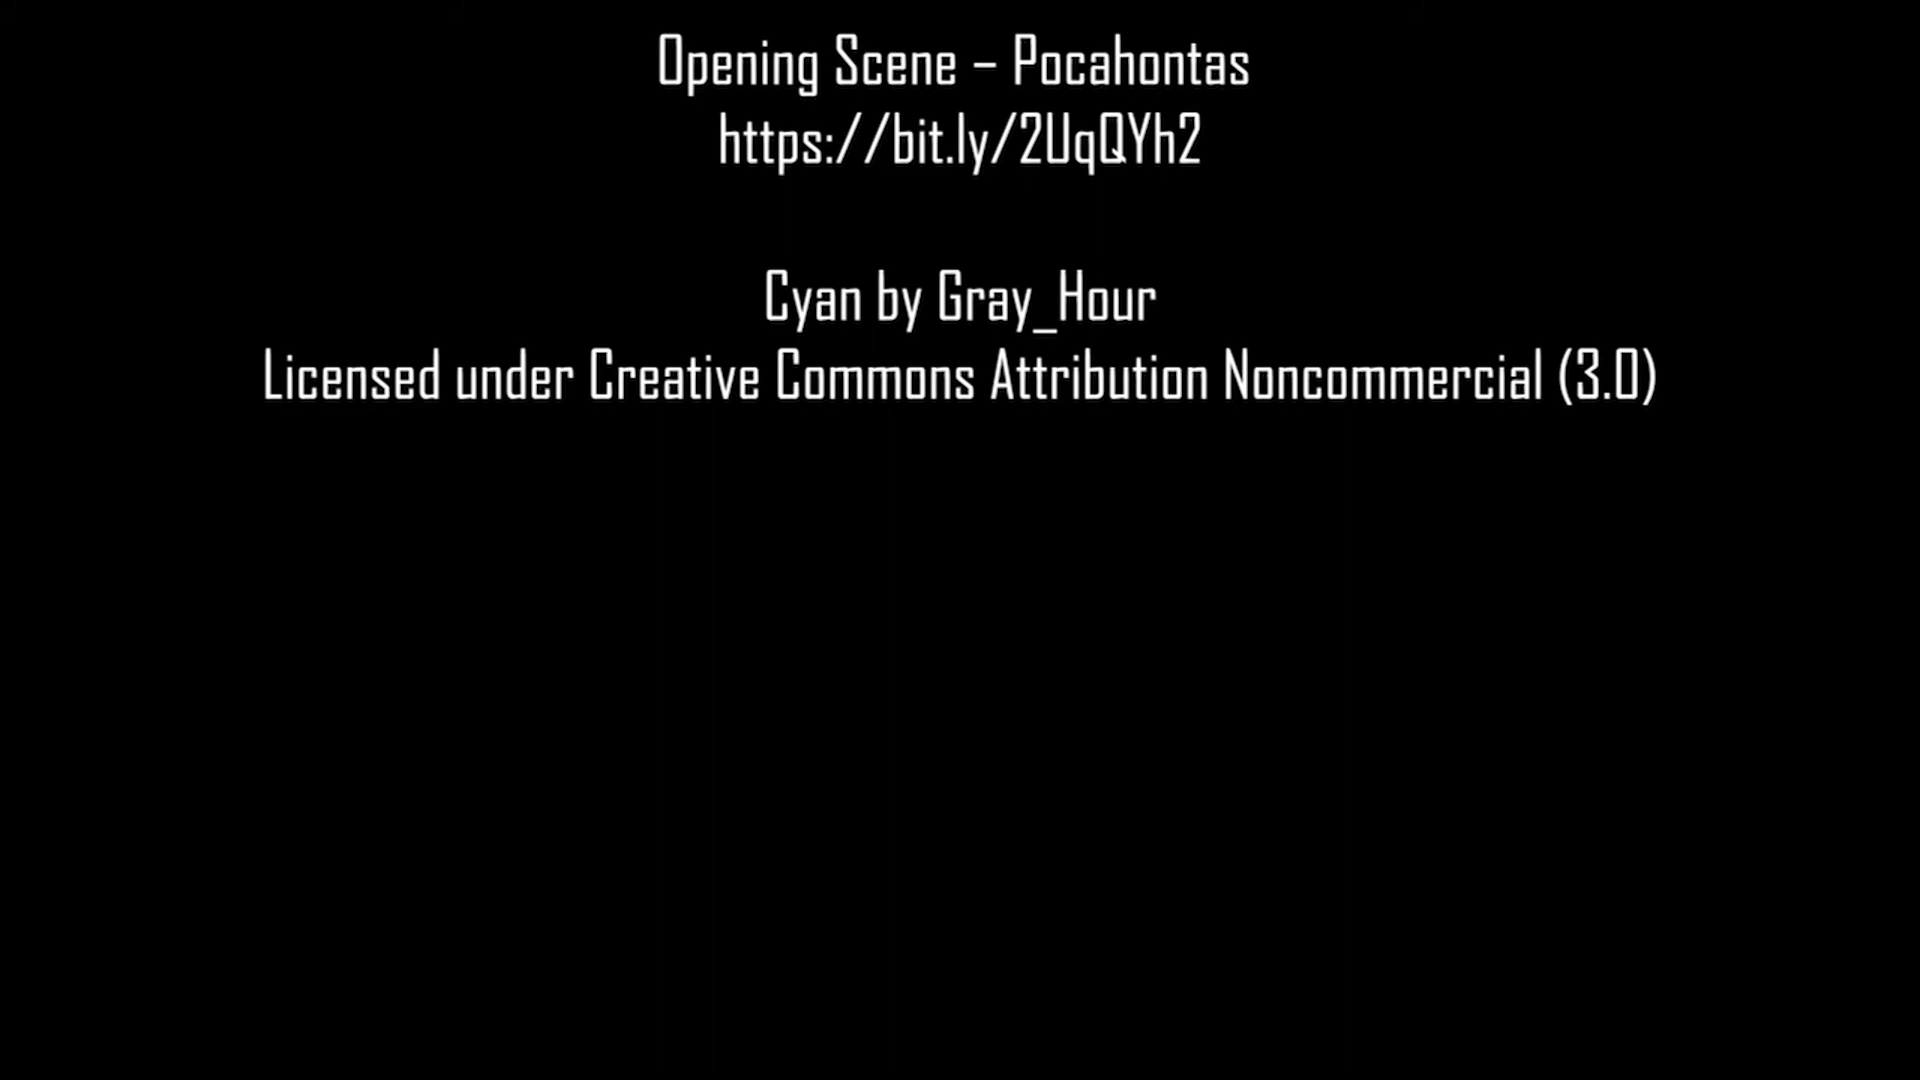 Opening Scene – Pocahontas
https://bit.ly/2UqQYh2
Cyan by Gray_Hour
Licensed under Creative Commons Attribution Noncommercial (3.0)